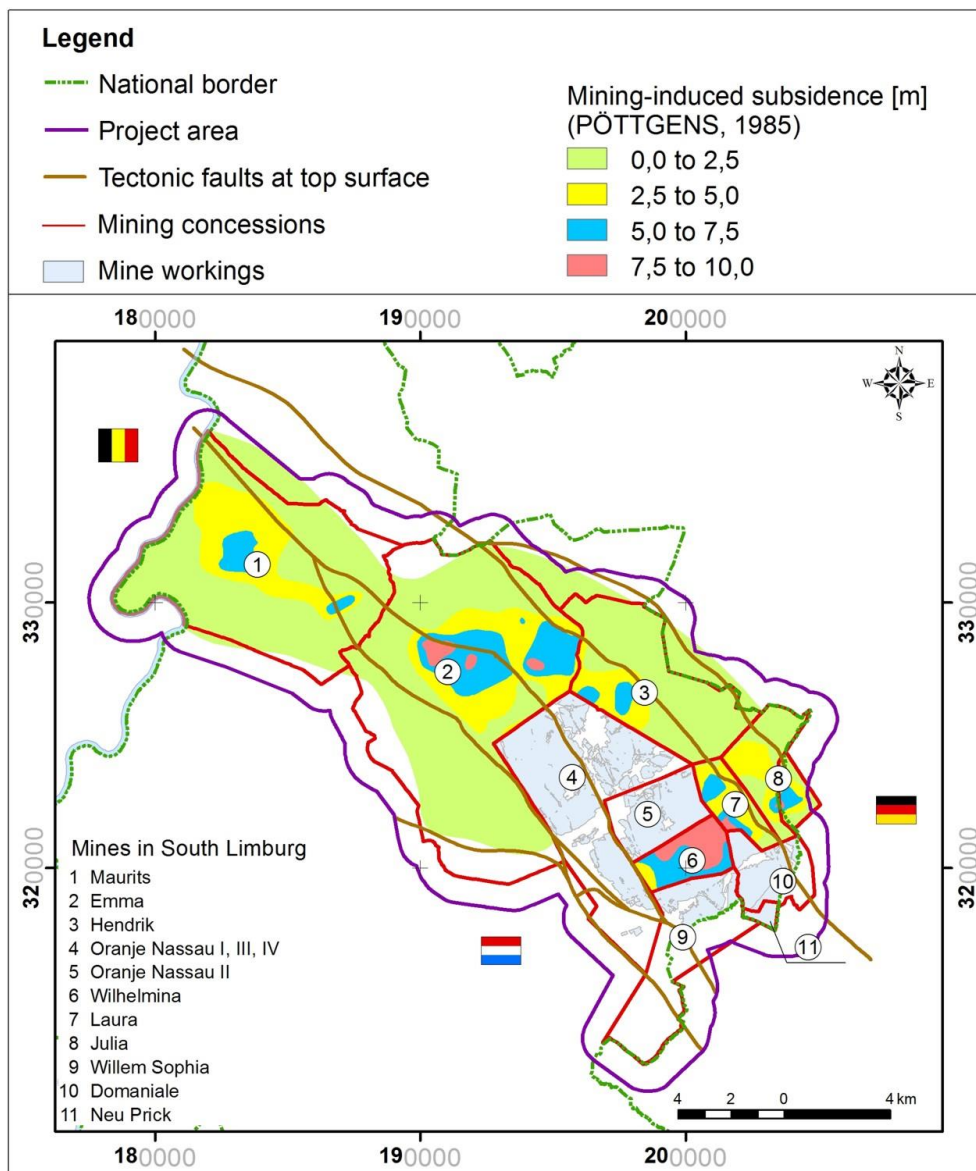 Legend
National border
Project area
Tectonic faults at top surface
Mining concessions
Mine workings
Mining-induced subsidence [m]
(PÖTTGENS, 1985)
0,0 to 2,5
2,5 to 5,0
5,0 to 7,5
7,5 to 10,0
180000
190000
200000
N
W E
S
330000
330000
1
2
3
4
5
6
7
8
9
10
11
320000
320000
Mines in South Limburg
1 Maurits
2 Emma
3 Hendrik
4 Oranje Nassau I, III, IV
5 Oranje Nassau II
6 Wilhelmina
7 Laura
8 Julia
9 Willem Sophia
10 Domaniale
11 Neu Prick
4 2 0 4 km
180000
190000
200000